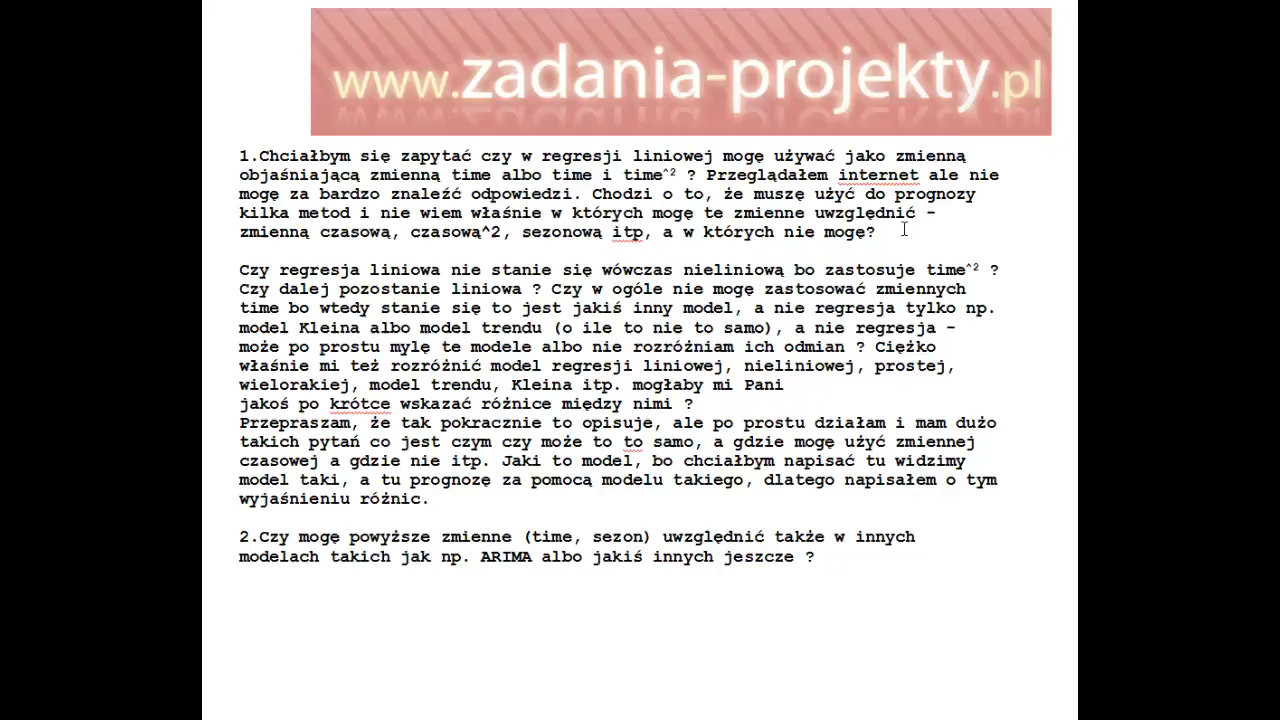 www.zadania-projekty.pl
1.Chciałbym się zapytać czy w regresji liniowej mogę używać jako zmienną
objaśniającą zmienną time albo time i time^2 ? Przeglądałem internet ale nie
mogę za bardzo znaleźć odpowiedzi. Chodzi o to, że muszę użyć do prognozy
kilka metod i nie wiem właśnie w których mogę te zmienne uwzględnić -
zmienną czasową, czasową^2, sezonową itp, a w których nie mogę?
Czy regresja liniowa nie stanie się wówczas nieliniową bo zastosuje time^2 ?
Czy dalej pozostanie liniowa ? Czy w ogóle nie mogę zastosować zmiennych
time bo wtedy stanie się to jest jakiś inny model, a nie regresja tylko np.
model Kleina albo model trendu (o ile to nie to samo), a nie regresja -
może po prostu mylę te modele albo nie rozróżniam ich odmian ? Ciężko
właśnie mi też rozróżnić model regresji liniowej, nieliniowej, prostej,
wielorakiej, model trendu, Kleina itp. mogłaby mi Pani
jakoś po krótce wskazać różnice między nimi ?
Przepraszam, że tak pokracznie to opisuje, ale po prostu działam i mam dużo
takich pytań co jest czym czy może to to samo, a gdzie mogę użyć zmiennej
czasowej a gdzie nie itp. Jaki to model, bo chciałbym napisać tu widzimy
model taki, a tu prognozę za pomocą modelu takiego, dlatego napisałem o tym
wyjaśnieniu różnic.
2.Czy mogę powyższe zmienne (time, sezon) uwzględnić także w innych
modelach takich jak np. ARIMA albo jakiś innych jeszcze ?